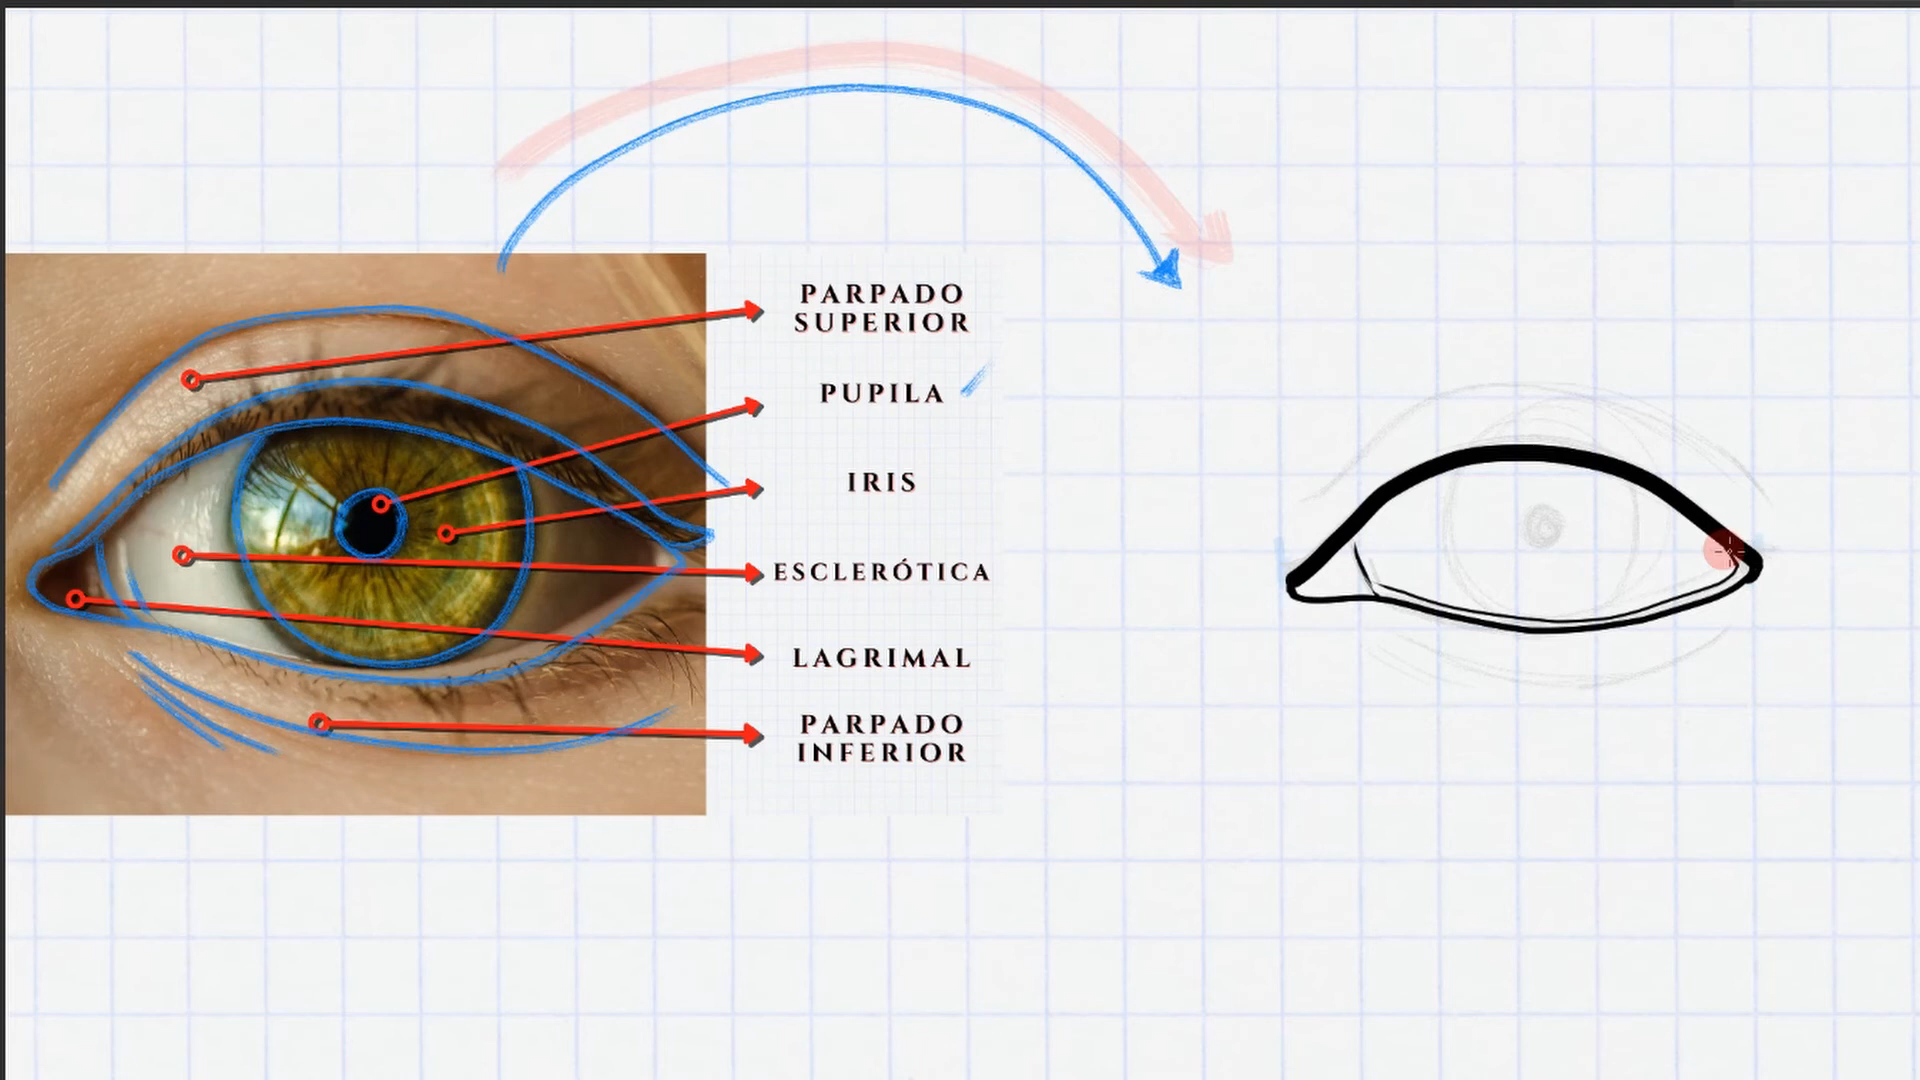 PARPADO
SUPERIOR
PUPILA
IRIS
ESCLERÓTICA
LAGRIMAL
PARPADO
INFERIOR